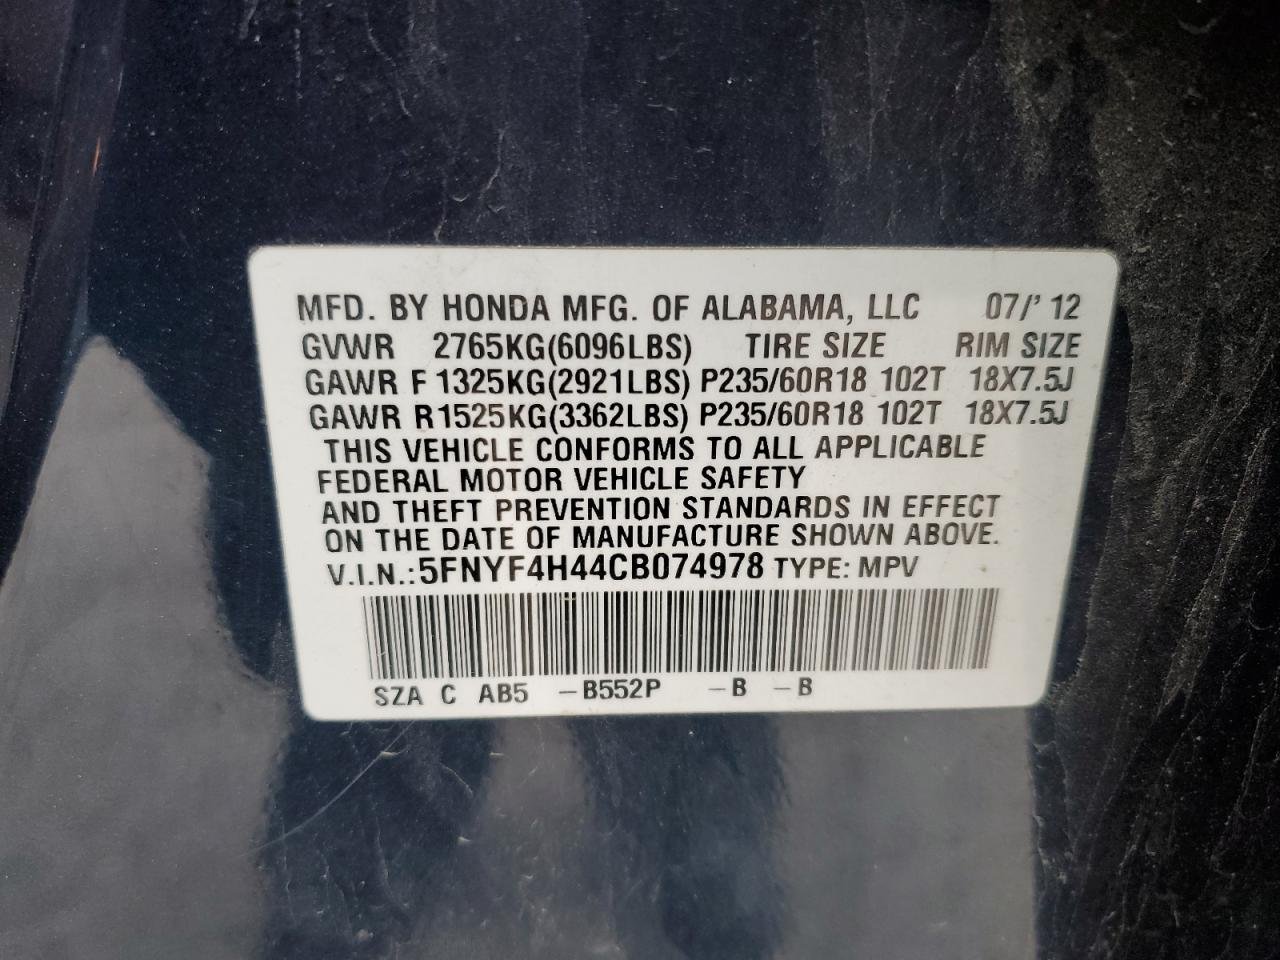 MFD. BY HONDA MFG. OF ALABAMA, LLC 07/'12
GVWR 2765KG(6096LBS) TIRE SIZE RIM SIZE
GAWR F 1325KG(2921LBS) P235/60R18 102T 18X7.5J
GAWR R1525KG(3362LBS) P235/60R18 102T 18X7.5J
THIS VEHICLE CONFORMS TO ALL APPLICABLE
FEDERAL MOTOR VEHICLE SAFETY
AND THEFT PREVENTION STANDARDS IN EFFECT
ON THE DATE OF MANUFACTURE SHOWN ABOVE.
V.I.N.:5FNYF4H44CB074978 TYPE: MPV
SZA C AB5 –B552P –B –B